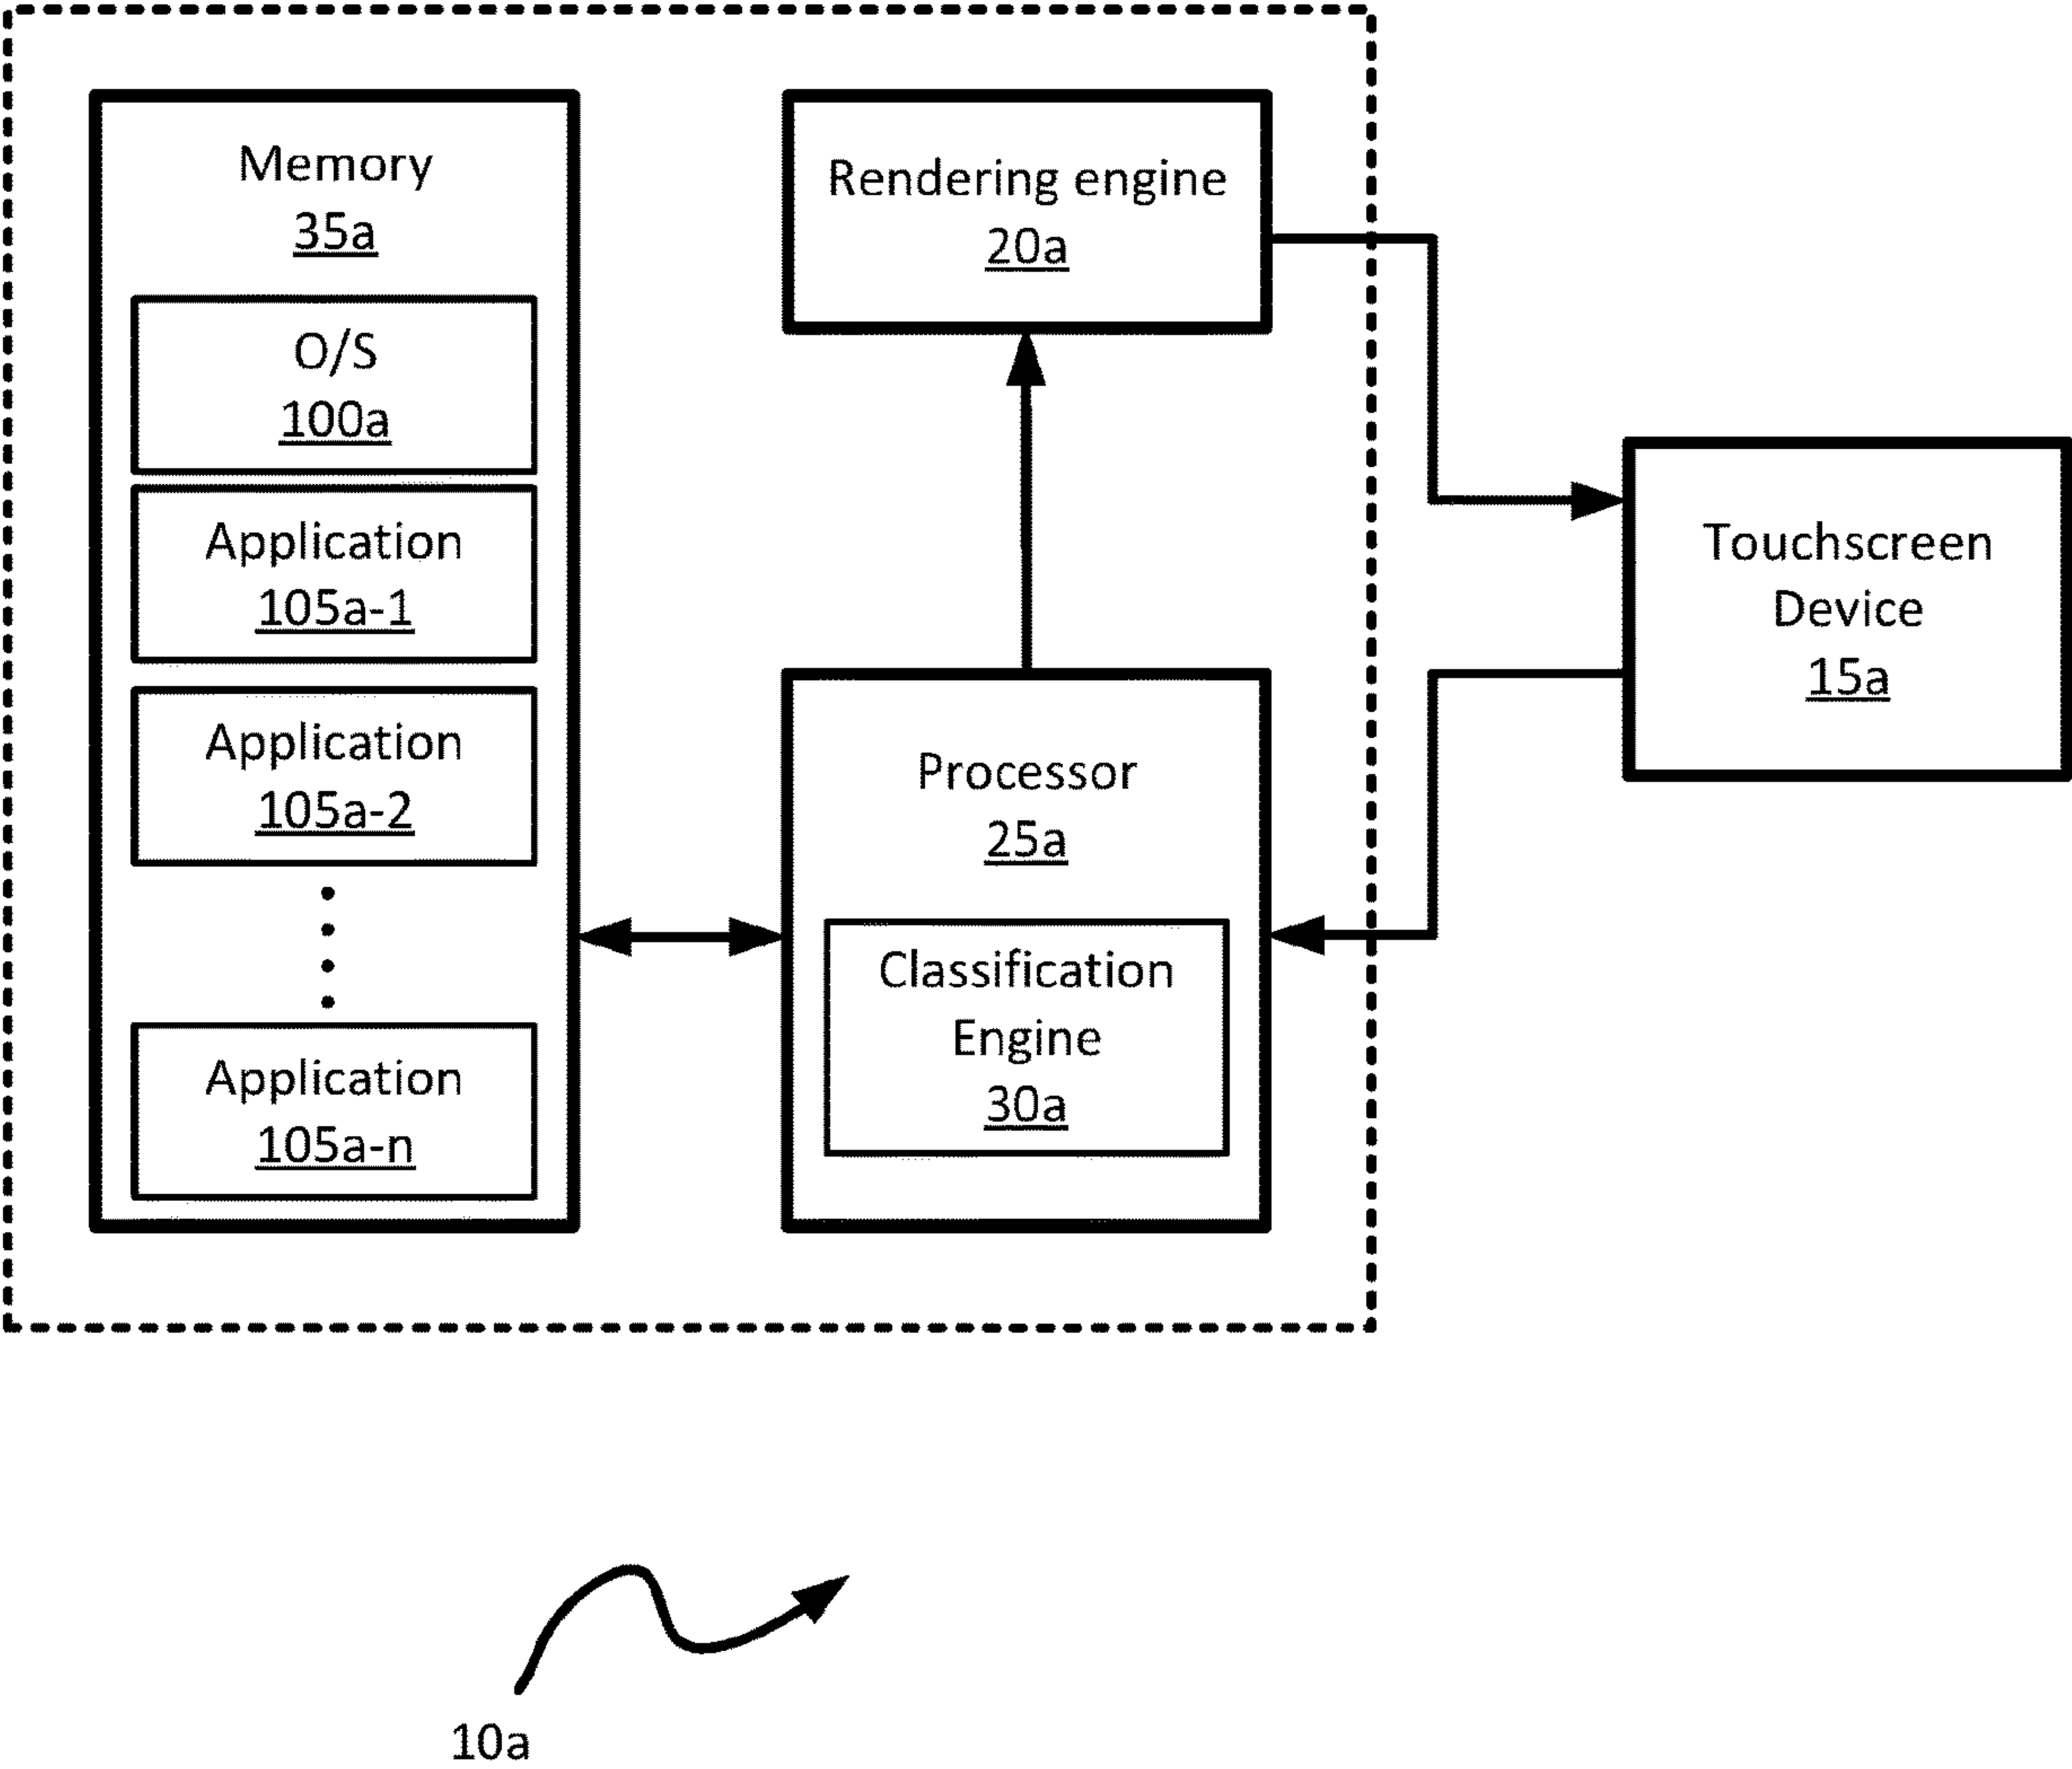 Memory
35a
O/S
100a
Application
105a-1
Application
105a-2
Application
105a-n
Rendering engine
20a
Processor
25a
Classification
Engine
30a
Touchscreen
Device
15a
10a